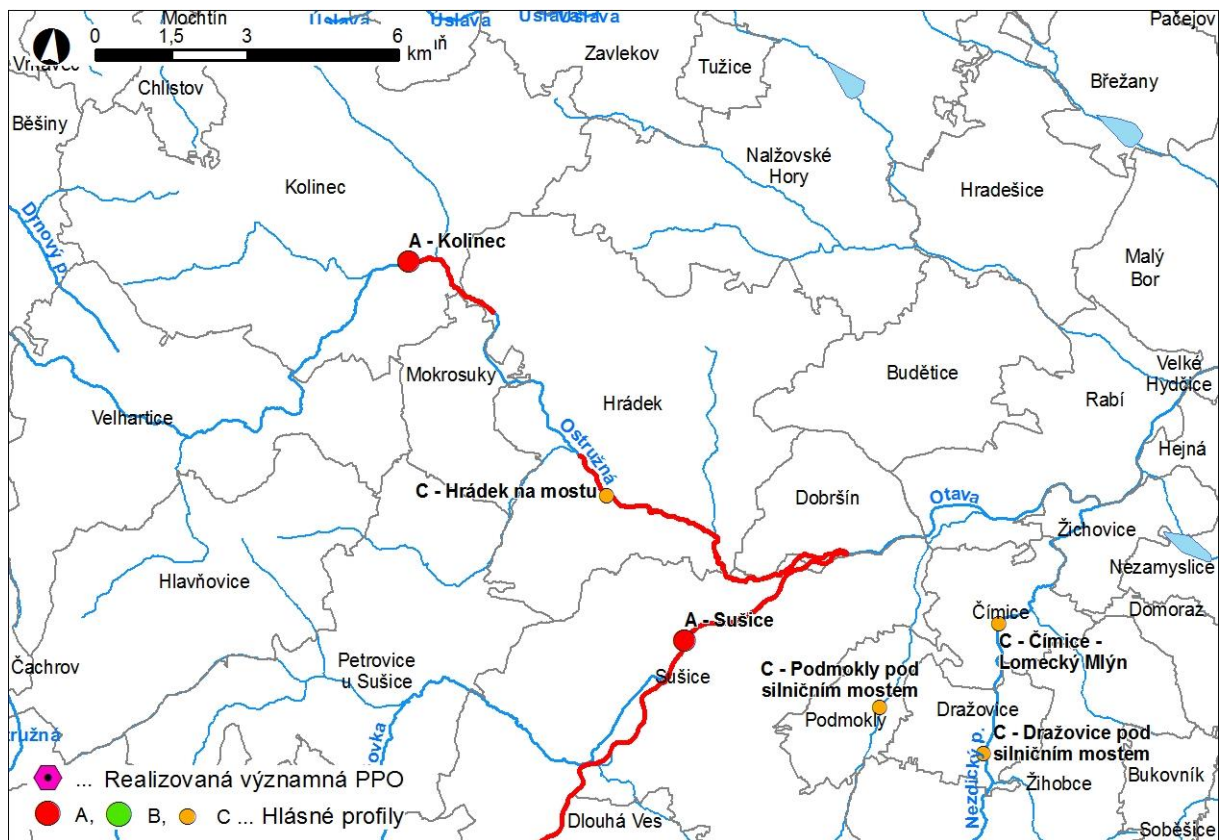 Mochtín
Úslava
Úslava
Úslava
Pačejov
0 1,5 3 6
km
Zavlekov
Tužice
Břežany
Chlistov
Běšiny
Nalžovské
Hory
Hradešice
Kolinec
Drnový p.
A - Kolinec
Malý
Bor
Mokrosuky
Hrádek
Budětice
Velké
Hydčice
Rabí
Velhartice
Ostružná
Hejná
C - Hrádek na mostu
Dobršín
Otava
Žichovice
Nezamyslice
Hlavňovice
Čímice
Domoraz
A - Sušice
C - Čímice -
Lomecký Mlýn
Čachrov
Petrovice
u Sušice
Sušice
C - Podmokly pod
silničním mostem
Podmokly
Dražovice
C - Dražovice pod
silničním mostem
Nezdický p.
Žihobce
Bukovník
... Realizovaná významná PPO
A, B, C ... Hlásné profily
Dlouhá Ves
Soběšice